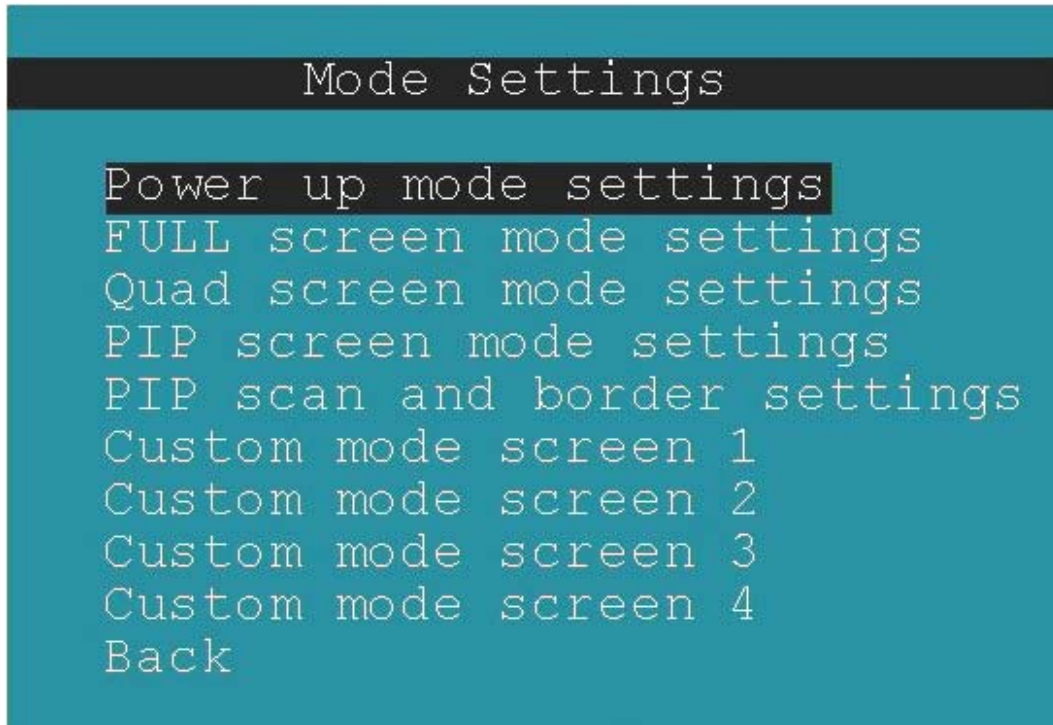 Mode Settings
Power up mode settings
FULL screen mode settings
Quad screen mode settings
PIP screen mode settings
PIP scan and border settings
Custom mode screen 1
Custom mode screen 2
Custom mode screen 3
Custom mode screen 4
Back